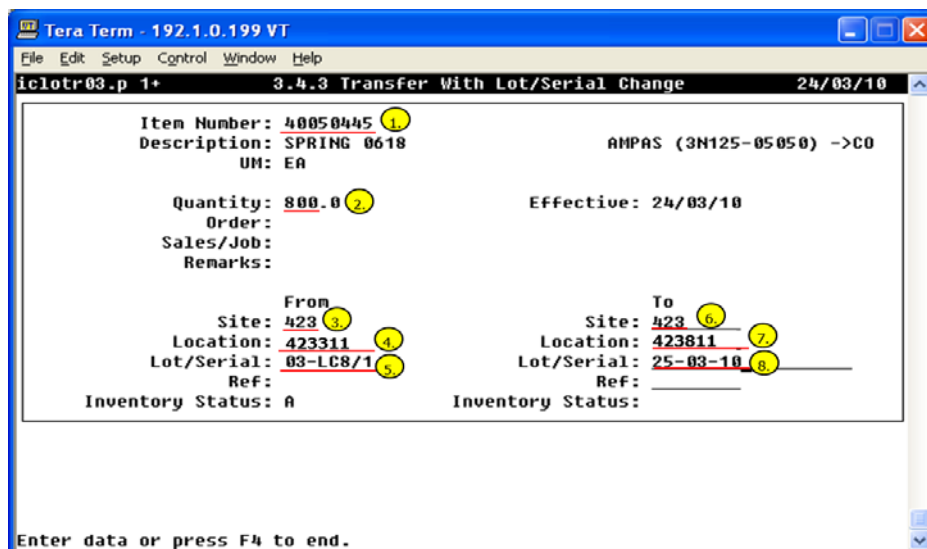 Tera Term - 192.1.0.199 VT
File Edit Setup Control Window Help
iclotr03.p 1+ 3.4.3 Transfer With Lot/Serial Change 24/03/10
Item Number: 40050445 1.
Description: SPRING 0618 AMPAS (3N125-05050) ->CO
UM: EA
Quantity: 800.0 2. Effective: 24/03/10
Order:
Sales/Job:
Remarks:
From To
Site: 423 3. Site: 423 6.
Location: 423311 4. Location: 423811 7.
Lot/Serial: 03-LC8/1 5. Lot/Serial: 25-03-10 8.
Ref: Ref:
Inventory Status: A Inventory Status:
Enter data or press F4 to end.